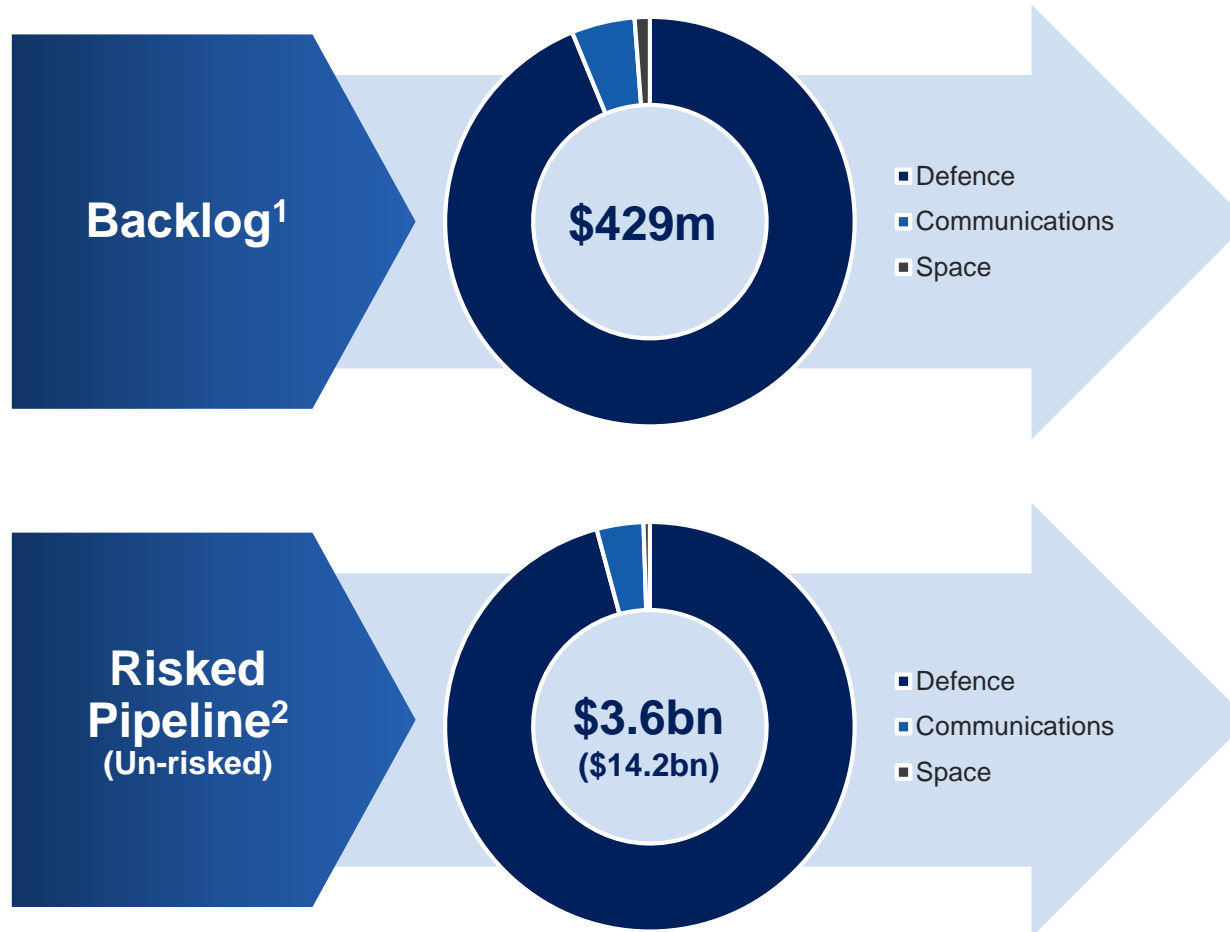 Backlog¹
$429m
Defence
Communications
Space
Risked
Pipeline²
(Un-risked)
$3.6bn
($14.2bn)
Defence
Communications
Space